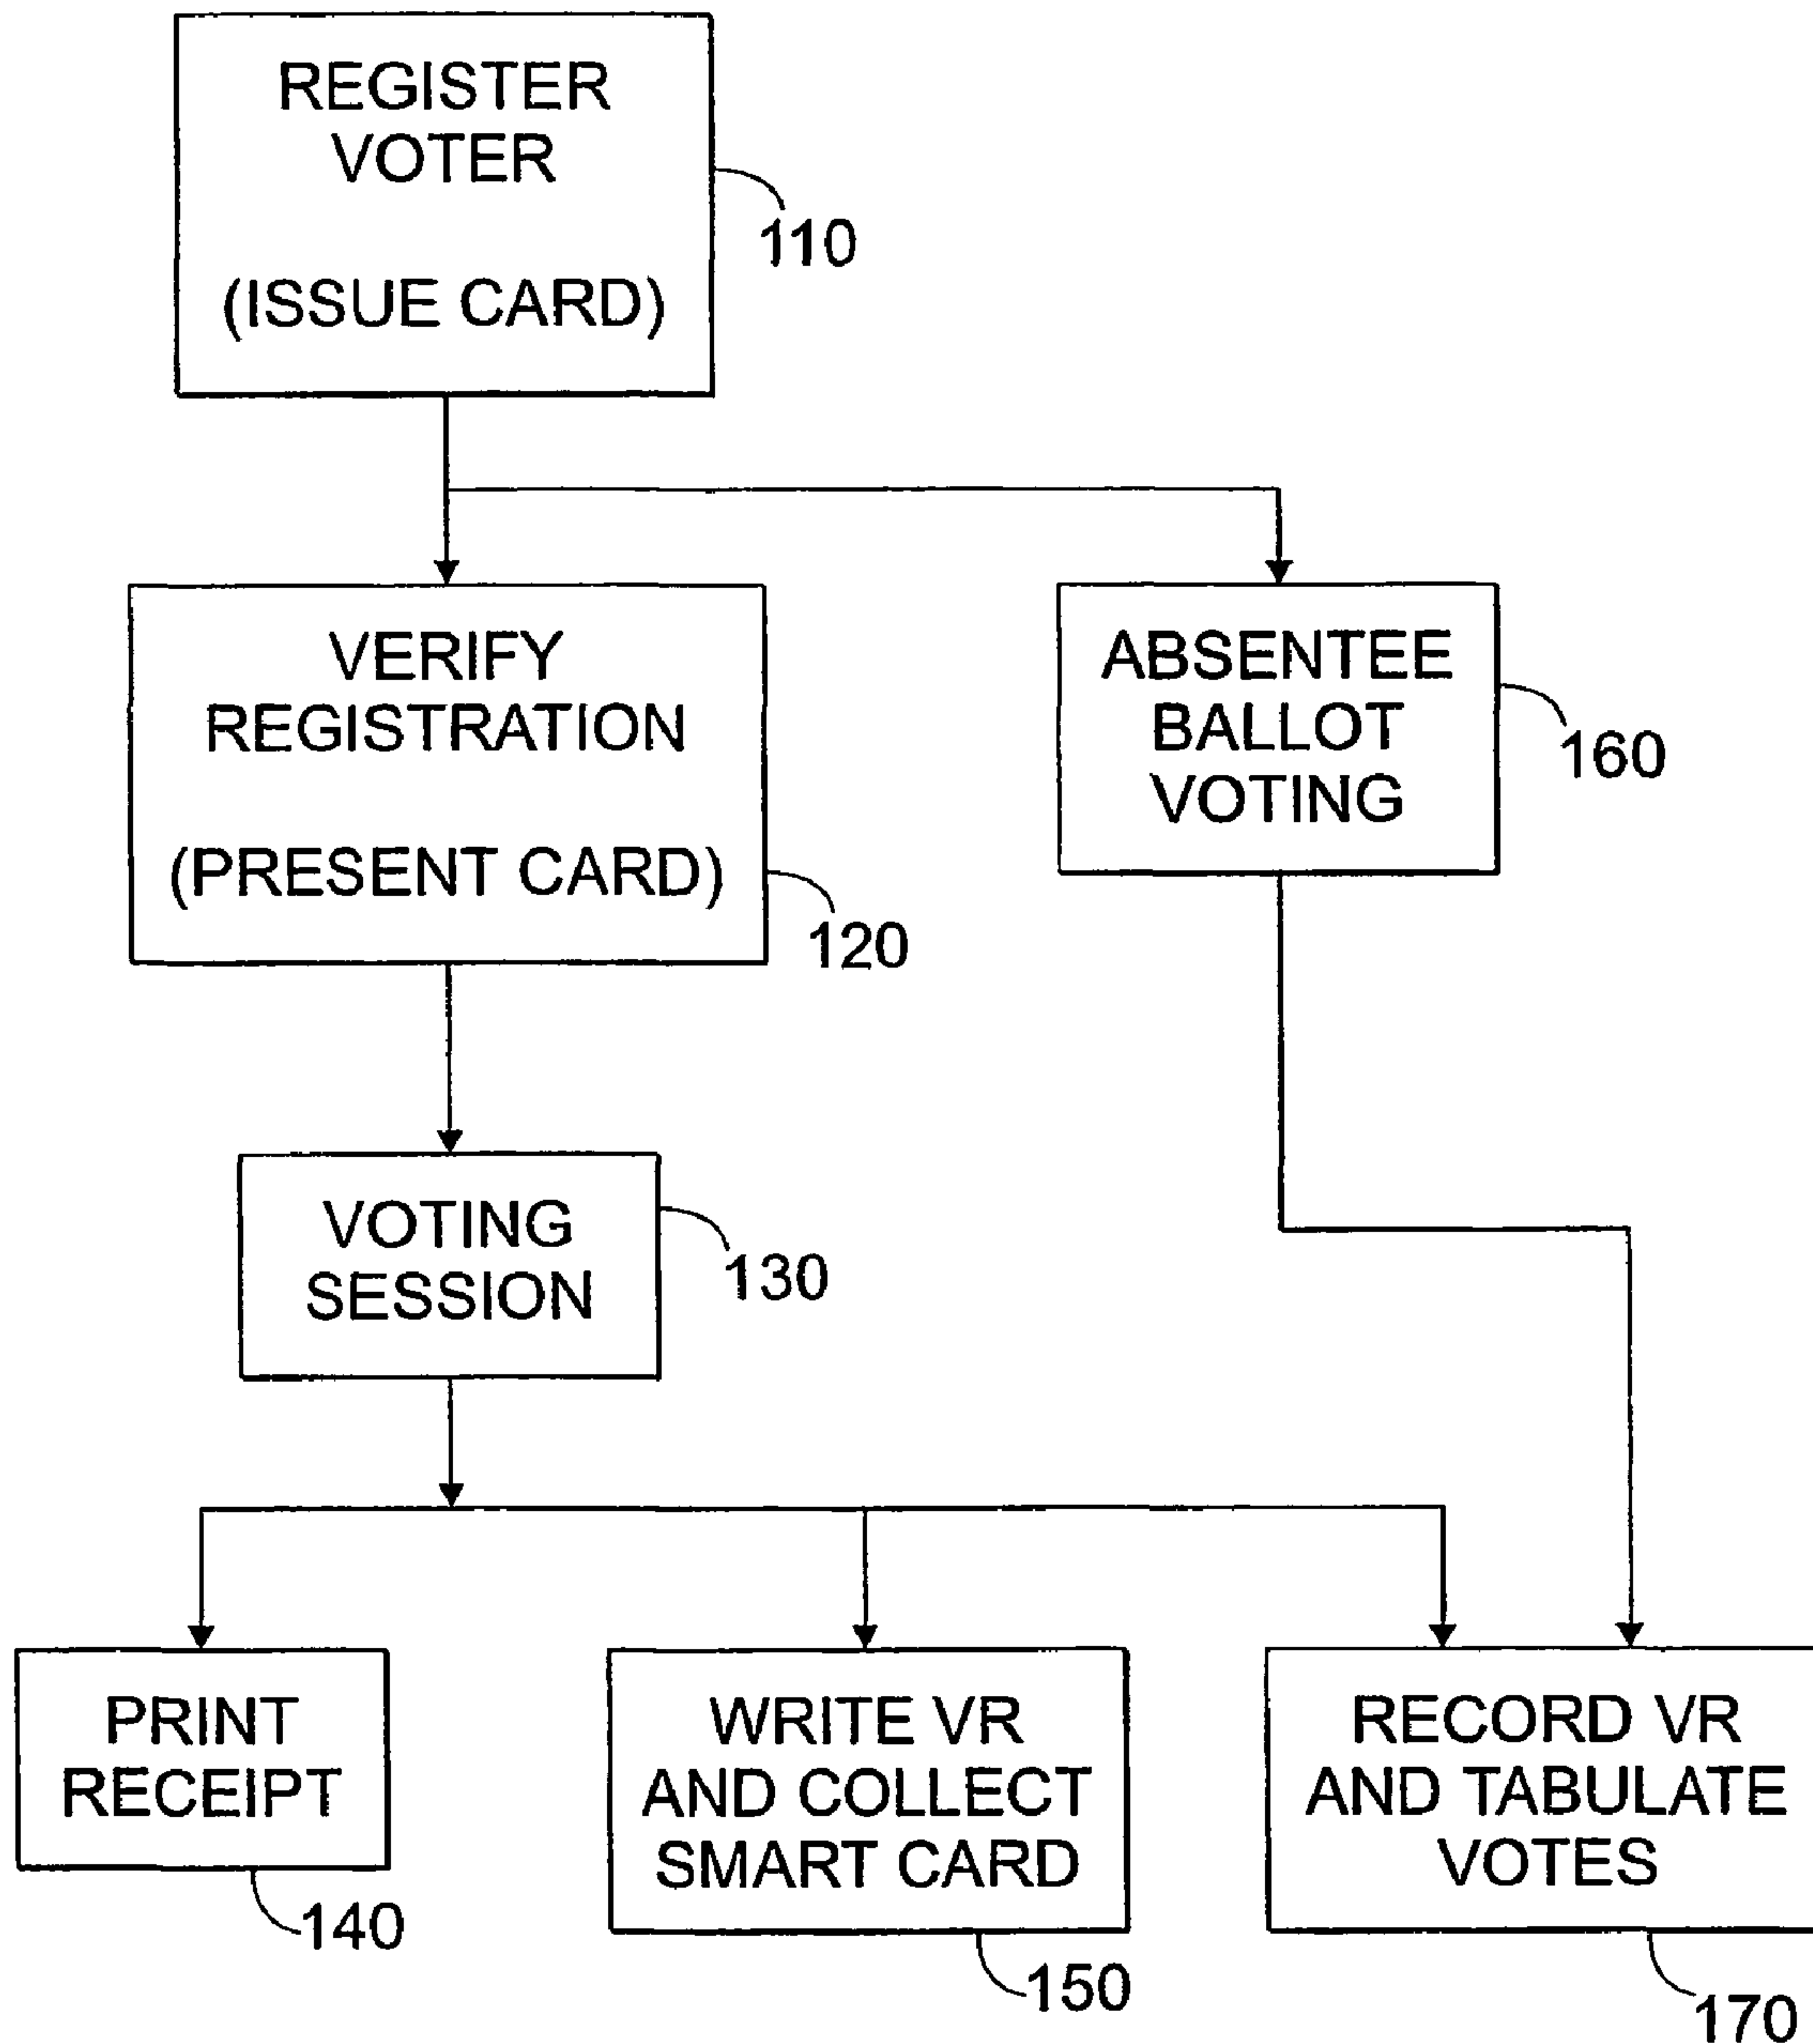 REGISTER
VOTER
(ISSUE CARD)
110
VERIFY
REGISTRATION
(PRESENT CARD)
120
ABSENTEE
BALLOT
VOTING
160
VOTING
SESSION
130
PRINT
RECEIPT
140
WRITE VR
AND COLLECT
SMART CARD
150
RECORD VR
AND TABULATE
VOTES
170